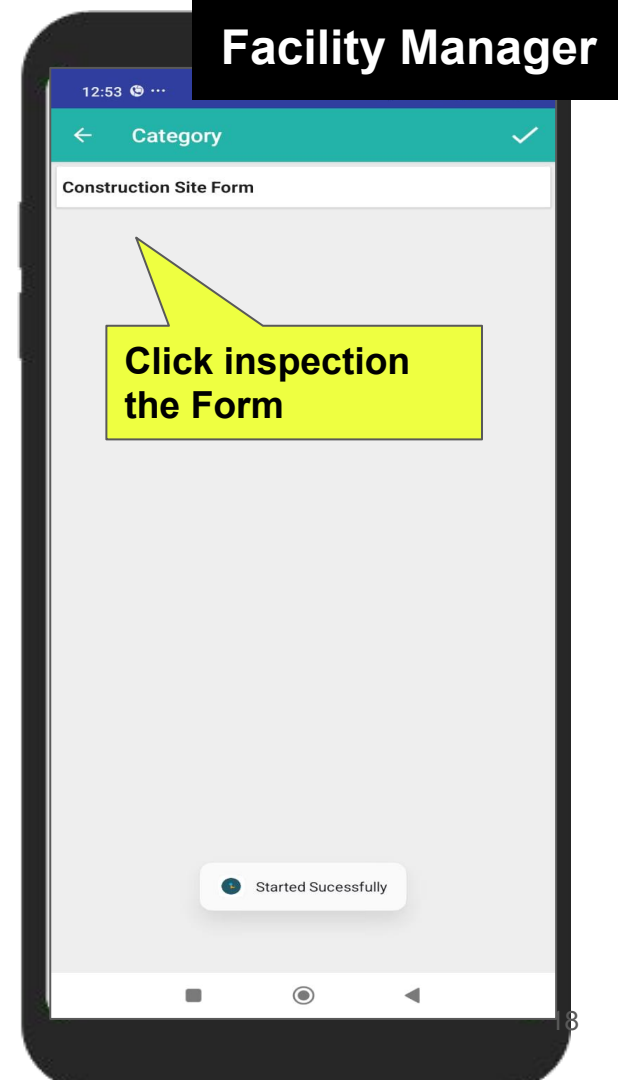 Facility Manager
12:53
Category
Construction Site Form
Click inspection
the Form
Started Sucessfully
18